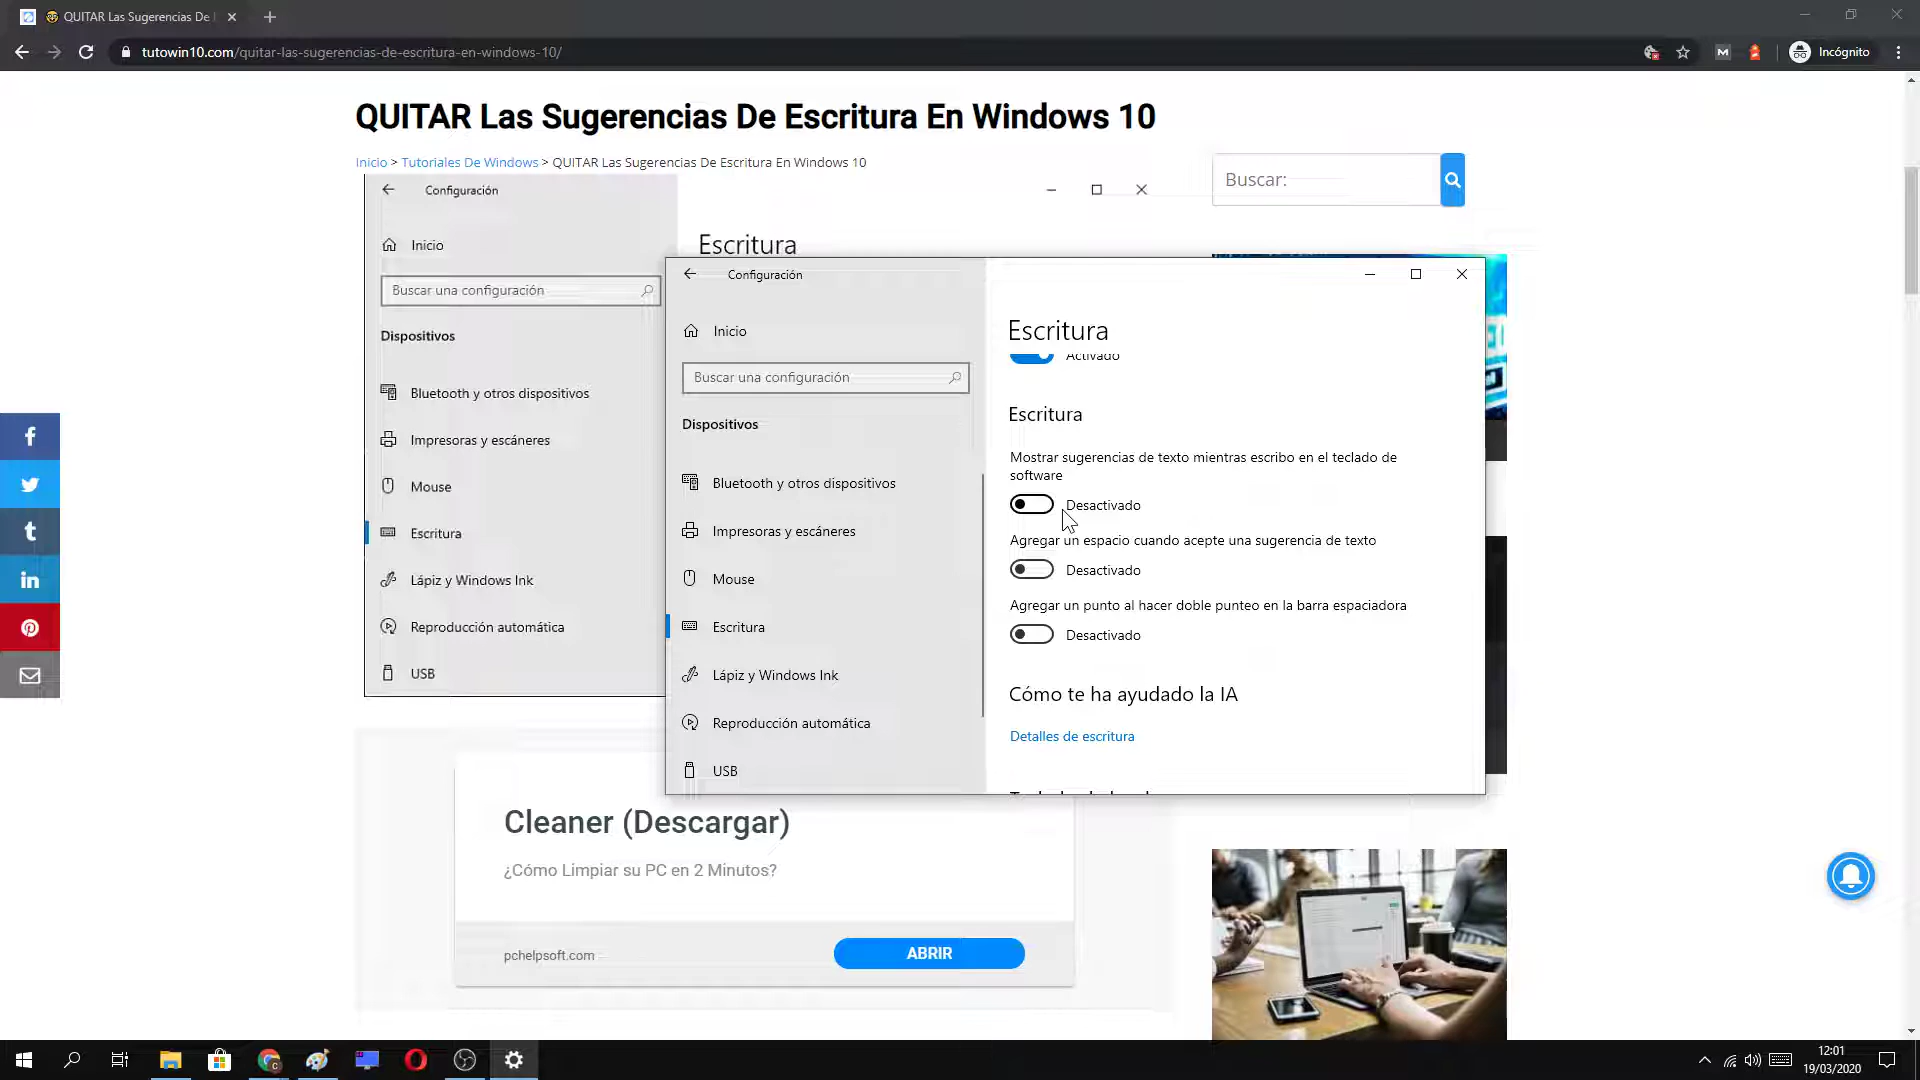 QUITAR Las Sugerencias De
tutowin10.com/quitar-las-sugerencias-de-escritura-en-windows-10/
Incógnito
QUITAR Las Sugerencias De Escritura En Windows 10
Inicio > Tutoriales De Windows > QUITAR Las Sugerencias De Escritura En Windows 10
Buscar:
Configuración
Inicio
Buscar una configuración
Dispositivos
Bluetooth y otros dispositivos
Impresoras y escáneres
Mouse
Escritura
Lápiz y Windows Ink
Reproducción automática
USB
Escritura
Configuración
Inicio
Buscar una configuración
Dispositivos
Bluetooth y otros dispositivos
Impresoras y escáneres
Mouse
Escritura
Lápiz y Windows Ink
Reproducción automática
USB
Escritura
Activado
Escritura
Mostrar sugerencias de texto mientras escribo en el teclado de
software
Desactivado
Agregar un espacio cuando acepte una sugerencia de texto
Desactivado
Agregar un punto al hacer doble punteo en la barra espaciadora
Desactivado
Cómo te ha ayudado la IA
Detalles de escritura
Cleaner (Descargar)
¿Cómo Limpiar su PC en 2 Minutos?
pchelpsoft.com
ABRIR
12:01
19/03/2020